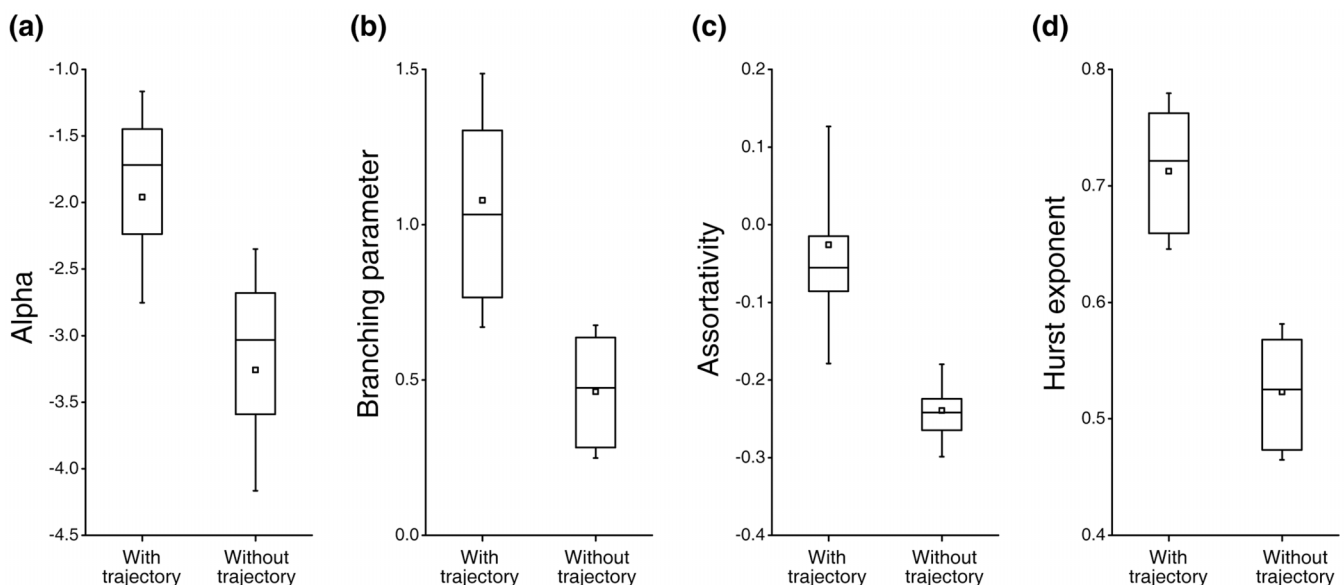 (a)
-1.0
-1.5
-2.0
-2.5
-3.0
-3.5
-4.0
-4.5
Alpha
With
trajectory
Without
trajectory
(b)
1.5
1.0
0.5
0.0
Branching parameter
With
trajectory
Without
trajectory
(c)
0.2
0.1
0.0
-0.1
-0.2
-0.3
-0.4
Assortativity
With
trajectory
Without
trajectory
(d)
0.8
0.7
0.6
0.5
0.4
Hurst exponent
With
trajectory
Without
trajectory